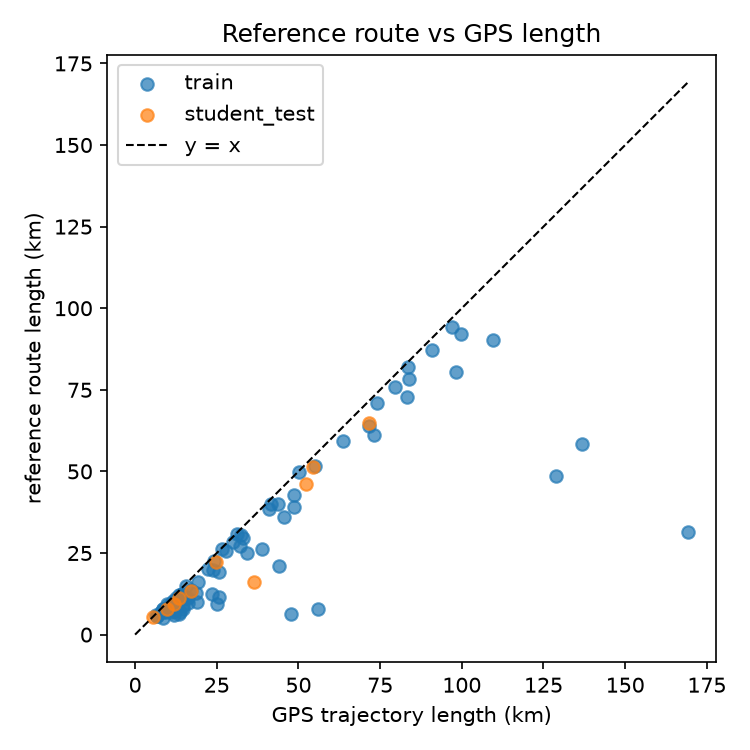 Reference route vs GPS length
train
student_test
y = x
175
150
125
100
75
50
25
0
reference route length (km)
0 25 50 75 100 125 150 175
GPS trajectory length (km)